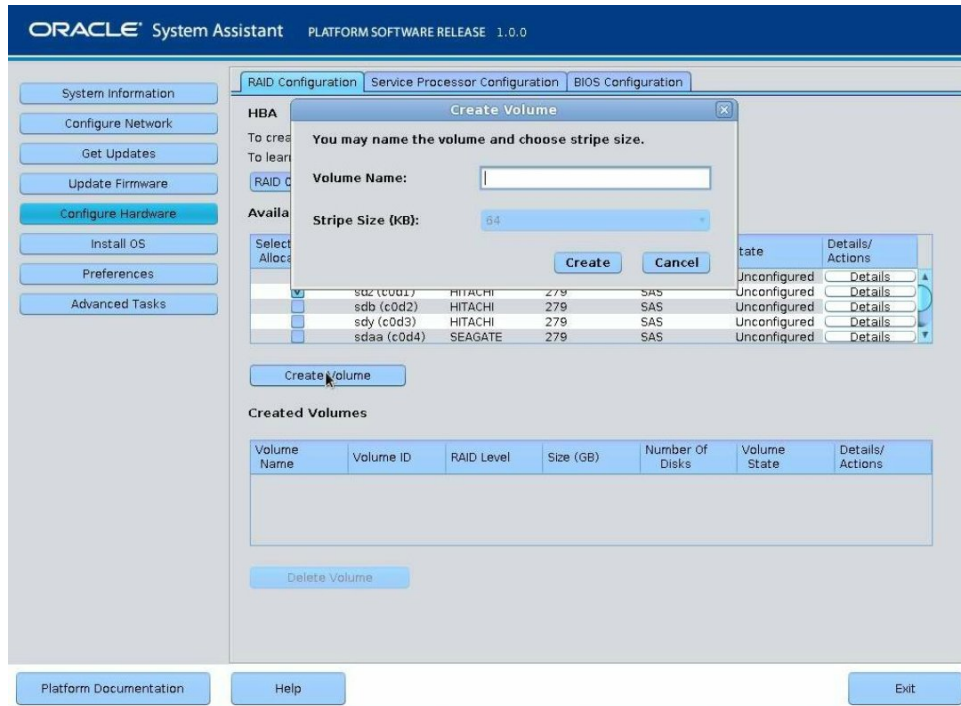 ORACLE System Assistant PLATFORM SOFTWARE RELEASE 1.0.0
System Information
Configure Network
Get Updates
Update Firmware
Configure Hardware
Install OS
Preferences
Advanced Tasks
RAID Configuration Service Processor Configuration BIOS Configuration
HBA
To crea
To lear
RAID C
Availa
Create Volume
You may name the volume and choose stripe size.
Volume Name:
Stripe Size (KB): 64
Create Cancel
Select
Alloca
tate
Details/
Actions
Unconfigured Details
sdz (c0d1) HITACHI 279 SAS Unconfigured Details
sdb (c0d2) HITACHI 279 SAS Unconfigured Details
sdy (c0d3) HITACHI 279 SAS Unconfigured Details
sdaa (c0d4) SEAGATE 279 SAS Unconfigured Details
Create Volume
Created Volumes
Volume Name Volume ID RAID Level Size (GB) Number Of Disks Volume State Details/ Actions
Delete Volume
Platform Documentation Help Exit